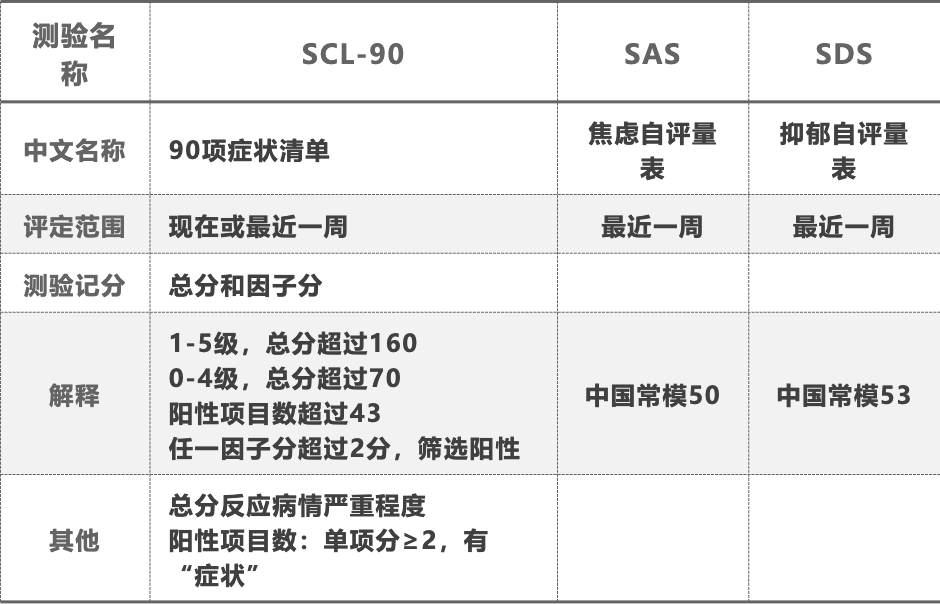 测验名
称
SCL-90
SAS
SDS
中文名称
90项症状清单
焦虑自评量
表
抑郁自评量
表
评定范围
现在或最近一周
最近一周
最近一周
测验记分
总分和因子分
解释
1-5级，总分超过160
0-4级，总分超过70
阳性项目数超过43
任一因子分超过2分，筛选阳性
中国常模50
中国常模53
其他
总分反应病情严重程度
阳性项目数：单项分≥2，有
“症状”